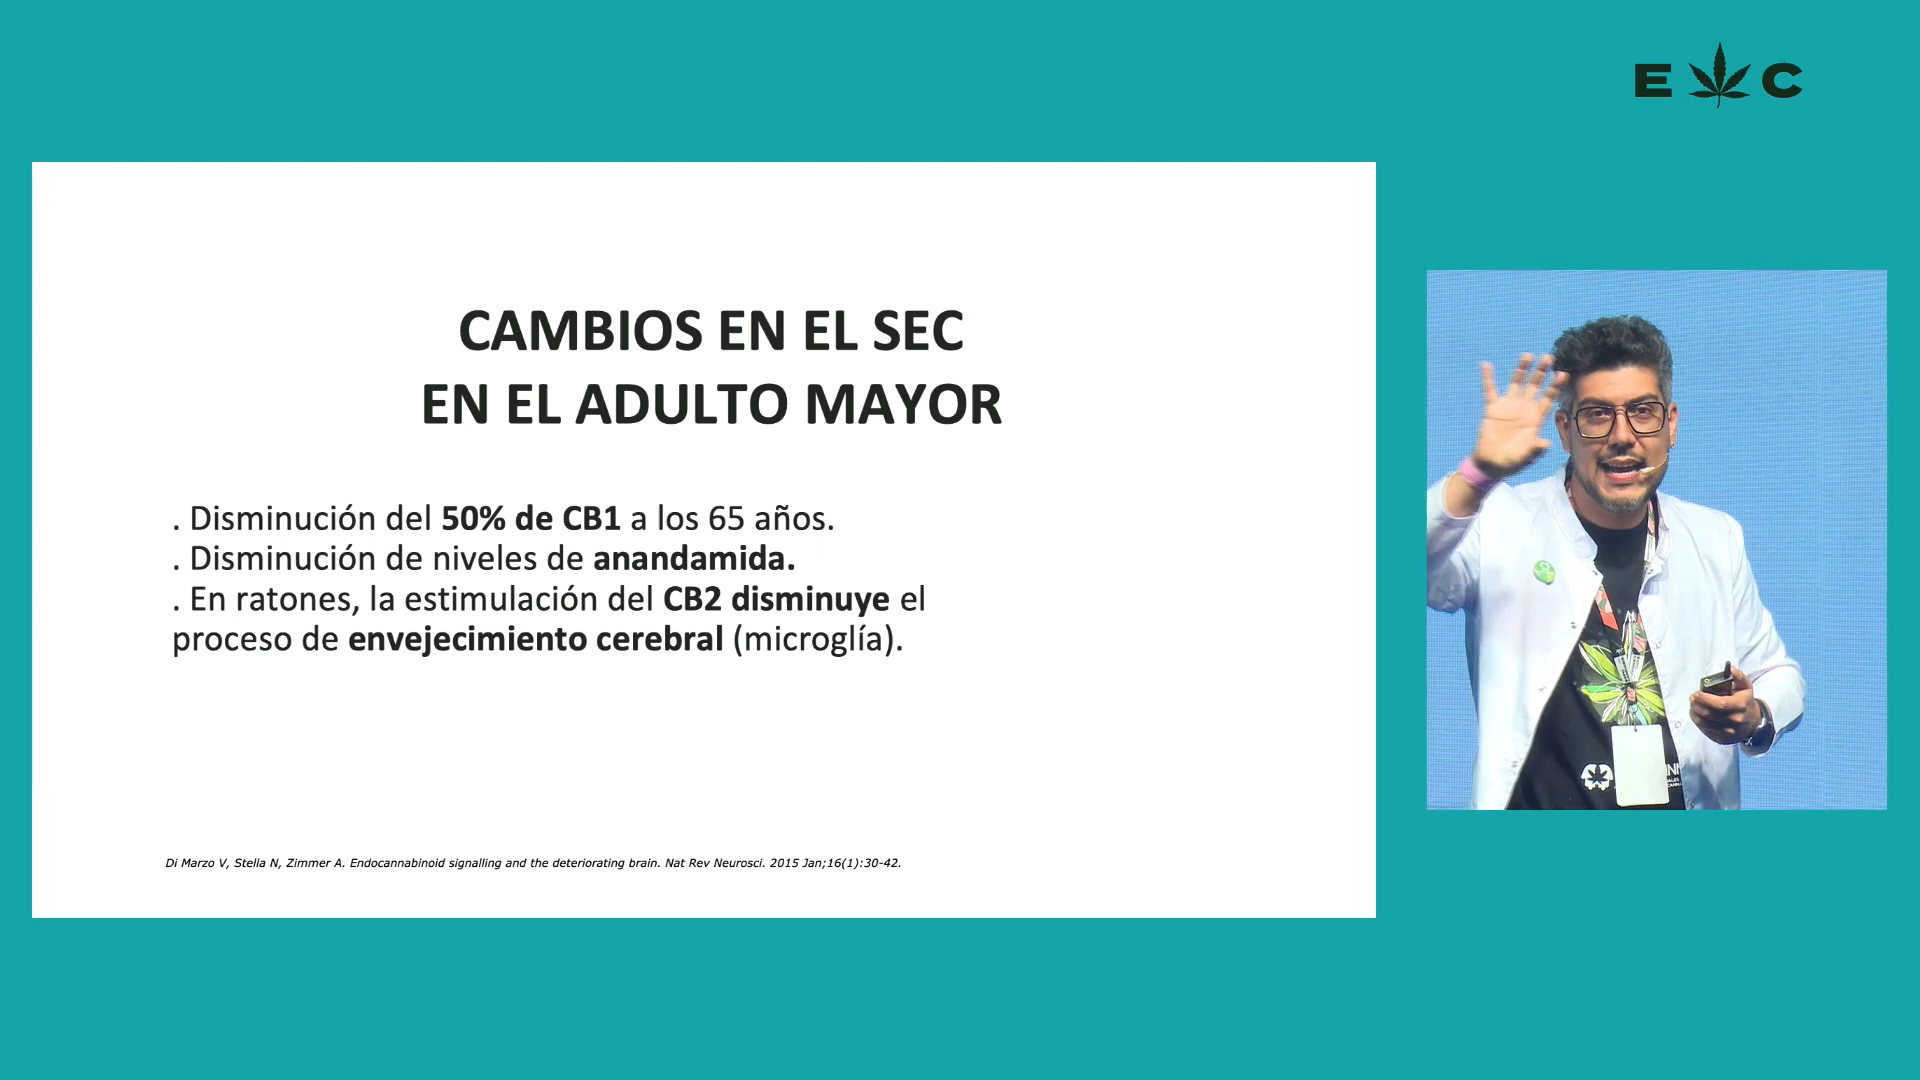 E C
CAMBIOS EN EL SEC
EN EL ADULTO MAYOR
. Disminución del 50% de CB1 a los 65 años.
. Disminución de niveles de anandamida.
. En ratones, la estimulación del CB2 disminuye el
proceso de envejecimiento cerebral (microglía).
Di Marzo V, Stella N, Zimmer A. Endocannabinoid signalling and the deteriorating brain. Nat Rev Neurosci. 2015 Jan;16(1):30-42.